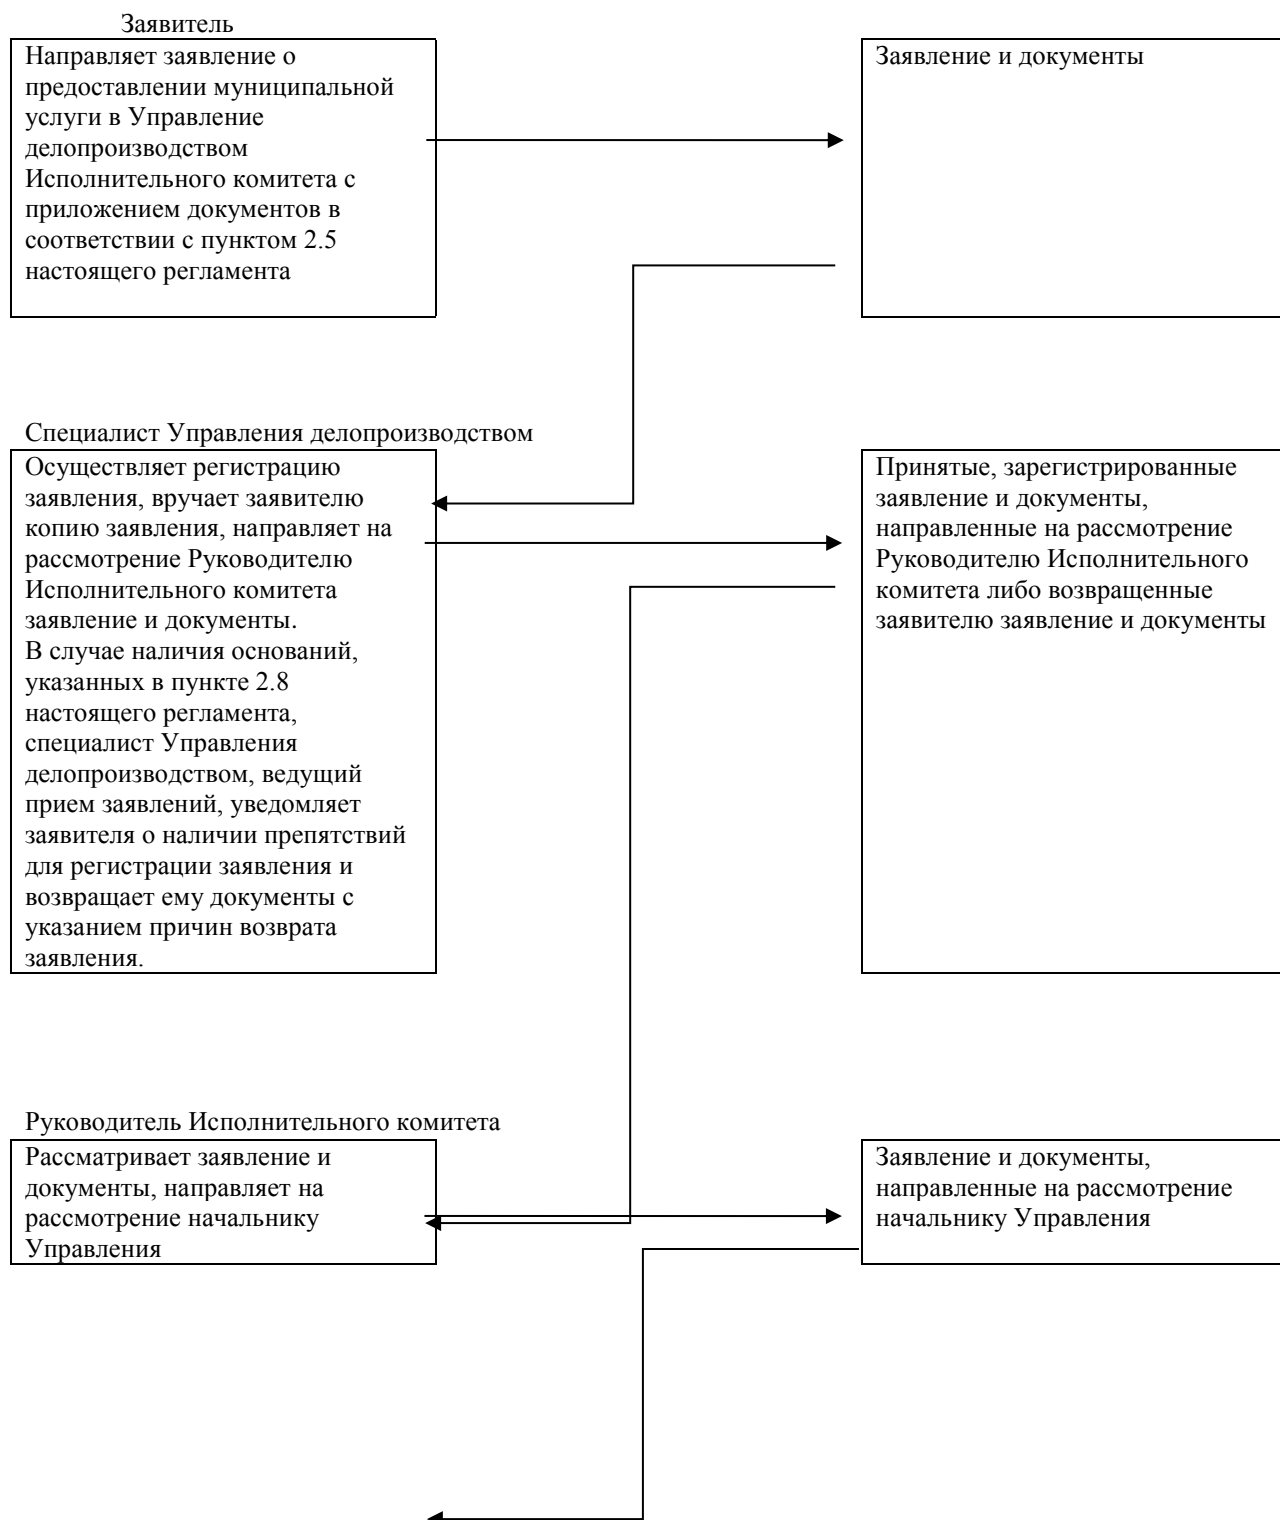 Заявитель
Направляет заявление о
предоставлении муниципальной
услуги в Управление
делопроизводством
Исполнительного комитета с
приложением документов в
соответствии с пунктом 2.5
настоящего регламента
Заявление и документы
Специалист Управления делопроизводством
Осуществляет регистрацию
заявления, вручает заявителю
копию заявления, направляет на
рассмотрение Руководителю
Исполнительного комитета
заявление и документы.
В случае наличия оснований,
указанных в пункте 2.8
настоящего регламента,
специалист Управления
делопроизводством, ведущий
прием заявлений, уведомляет
заявителя о наличии препятствий
для регистрации заявления и
возвращает ему документы с
указанием причин возврата
заявления.
Принятые, зарегистрированные
заявление и документы,
направленные на рассмотрение
Руководителю Исполнительного
комитета либо возвращенные
заявителю заявление и документы
Руководитель Исполнительного комитета
Рассматривает заявление и
документы, направляет на
рассмотрение начальнику
Управления
Заявление и документы,
направленные на рассмотрение
начальнику Управления